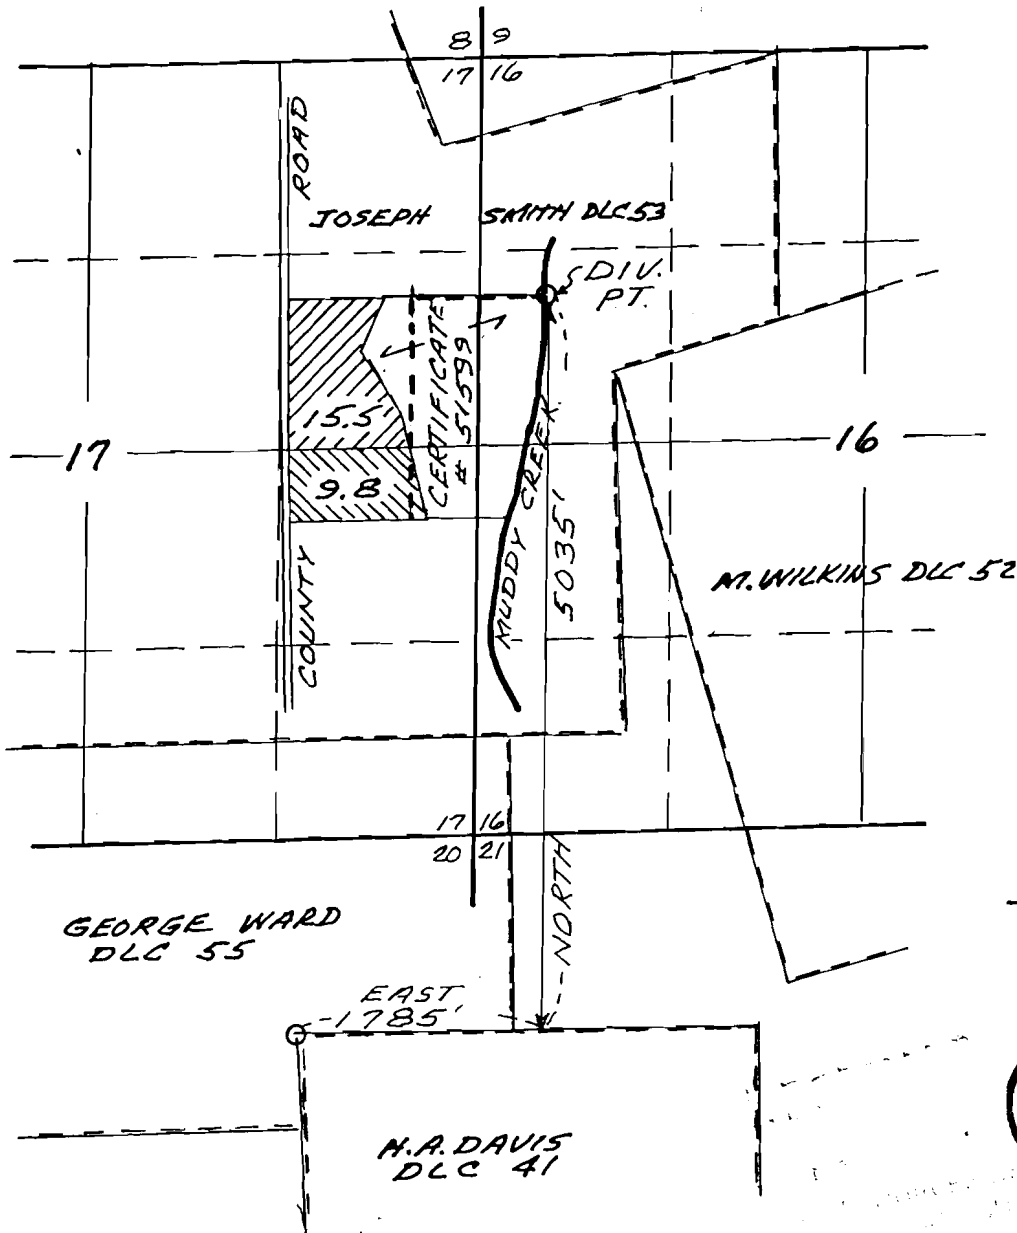 8 9
17 16
ROAD
JOSEPH SMITH DLC 53
DIV.
PT.
CERTIFICATE
# 51599
15.5
17
16
9.8
MUDDY CREEK
5035'
M. WILKINS DLC 52
COUNTY
17 16
20 21
NORTH
GEORGE WARD
DLC 55
EAST
1785'
H.A. DAVIS
DLC 41